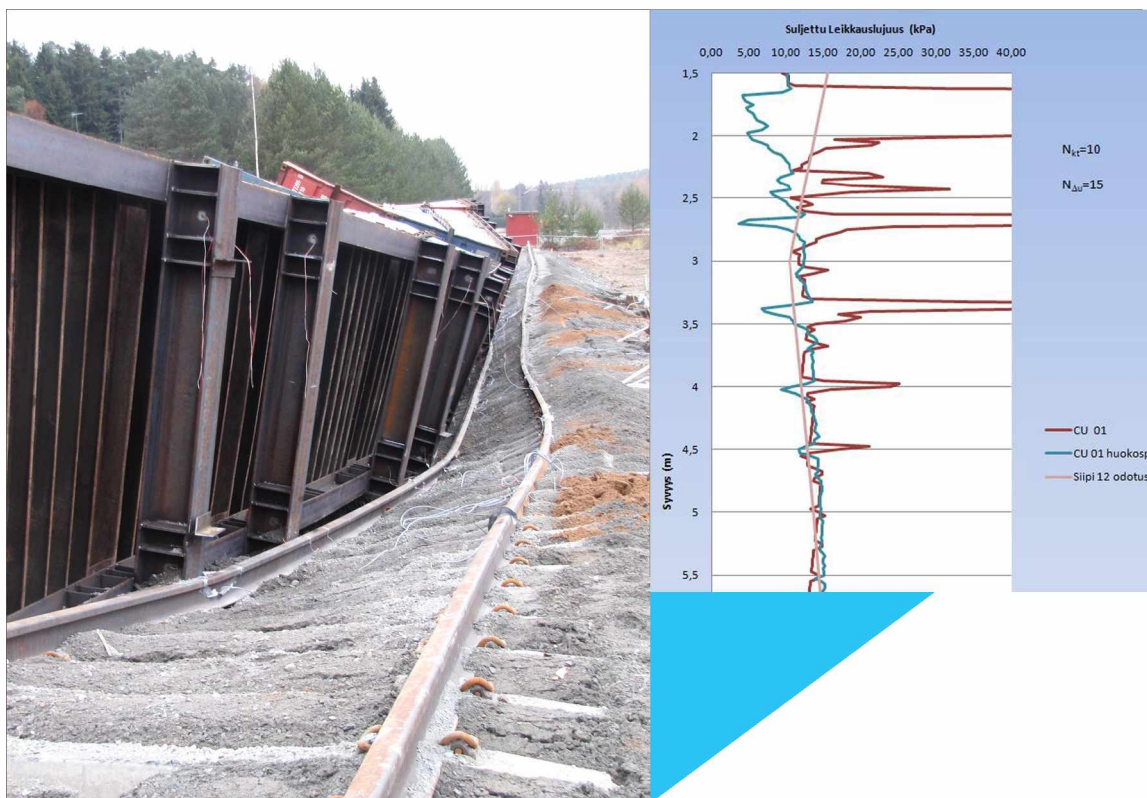 Suljettu Leikkauslujuus (kPa)
0,00 5,00 10,00 15,00 20,00 25,00 30,00 35,00 40,00
1,5
2
2,5
3
3,5
4
4,5
5
5,5
Syvyys (m)
Nkt=10
NΔu=15
CU 01
CU 01 huokosp
Siipi 12 odotus